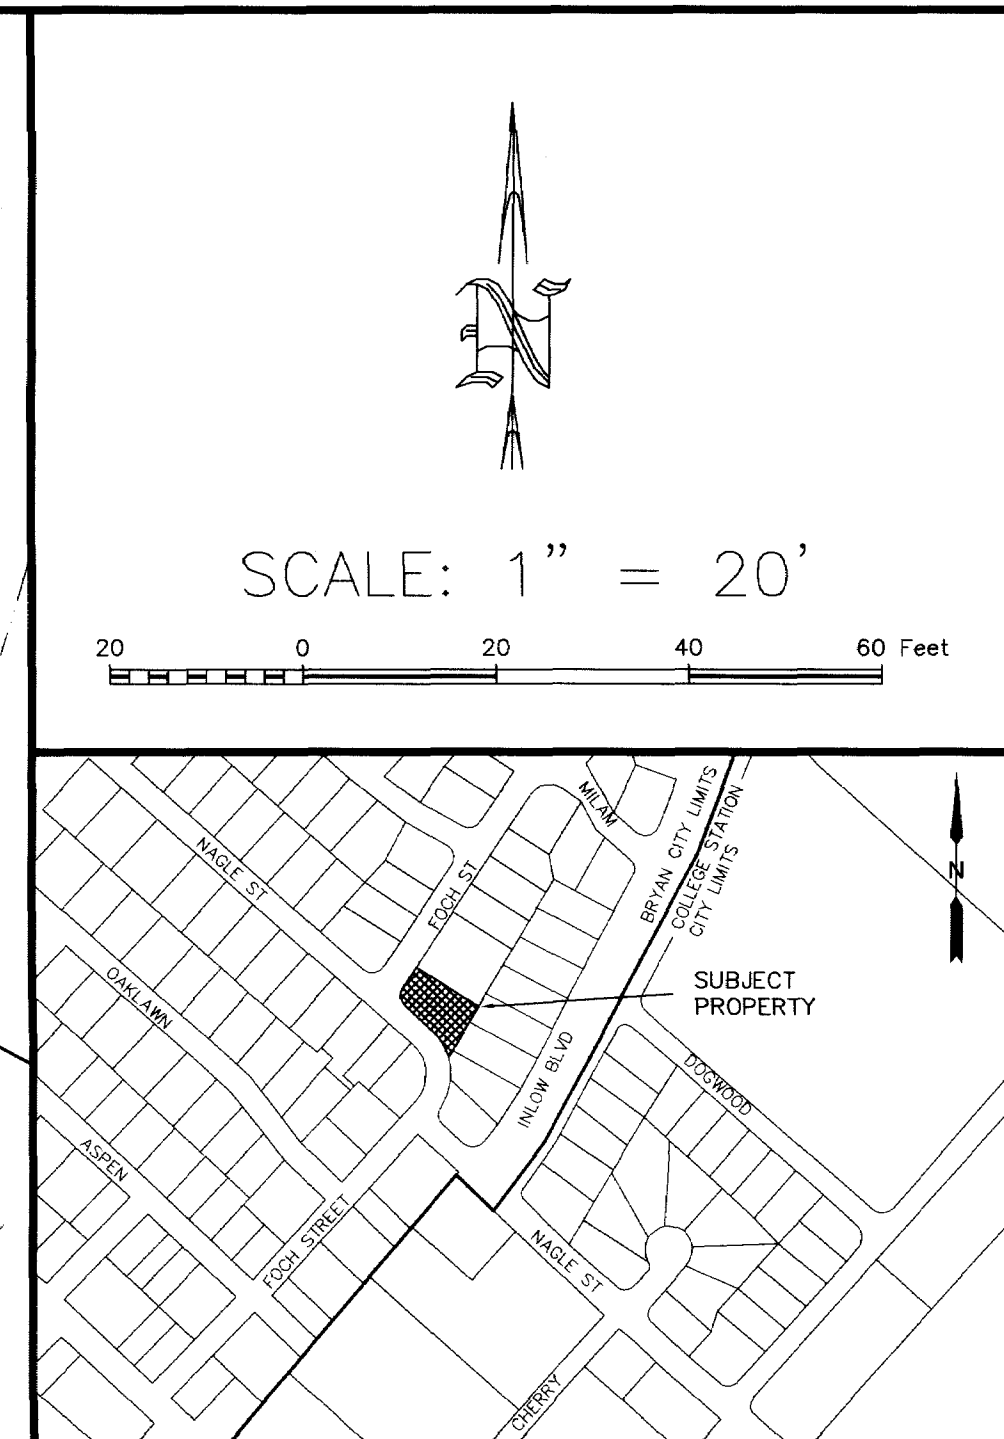 N
SCALE: 1" = 20'
20 0 20 40 60 Feet
MILAM
BRYAN CITY LIMITS
COLLEGE STATION
CITY LIMITS
NAGLE ST
FOCH ST
N
OAKLAWN
SUBJECT
PROPERTY
INLOW BLVD
DOGWOOD
ASPEN
FOCH STREET
NAGLE ST
CHERRY